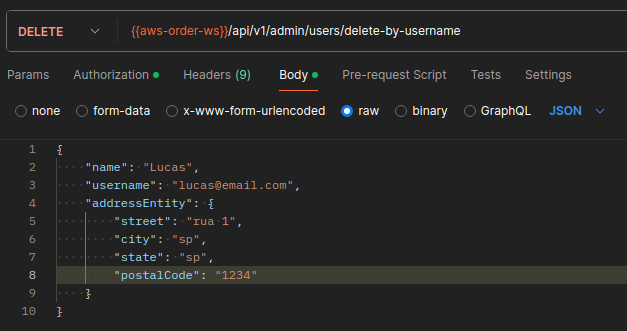 DELETE {{aws-order-ws}}/api/v1/admin/users/delete-by-username
Params Authorization Headers (9) Body Pre-request Script Tests Settings
none form-data x-www-form-urlencoded raw binary GraphQL JSON
1 {
2 "name": "Lucas",
3 "username": "lucas@email.com",
4 "addressEntity": {
5 "street": "rua 1",
6 "city": "sp",
7 "state": "sp",
8 "postalCode": "1234"
9 }
10 }